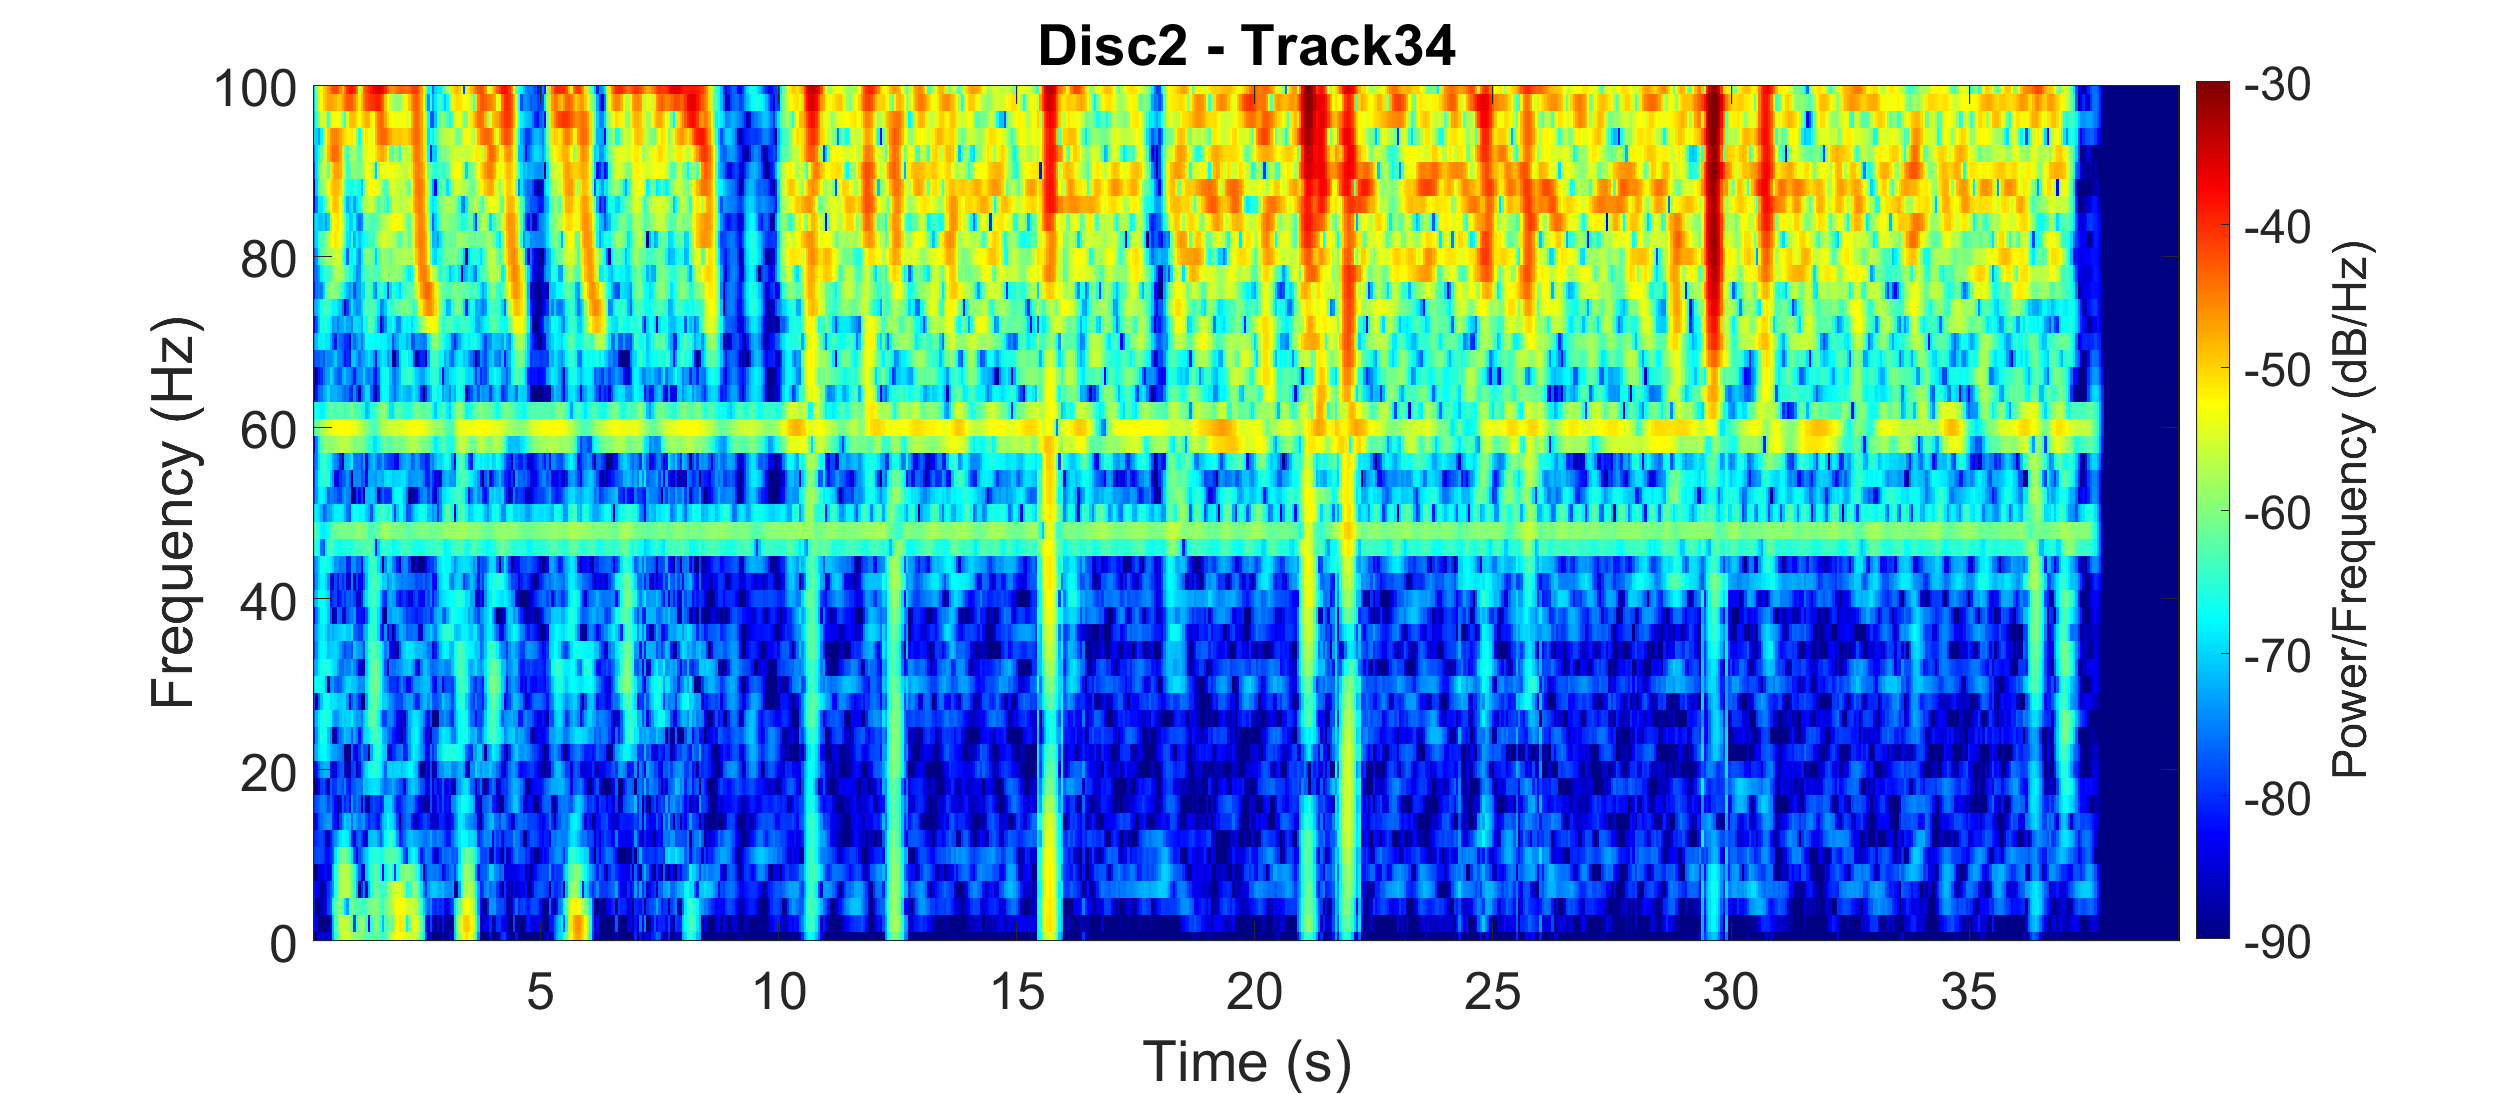 Disc2 - Track34
100
80
60
40
20
0
Frequency (Hz)
5 10 15 20 25 30 35
Time (s)
-30
-40
-50
-60
-70
-80
-90
Power/Frequency (dB/Hz)